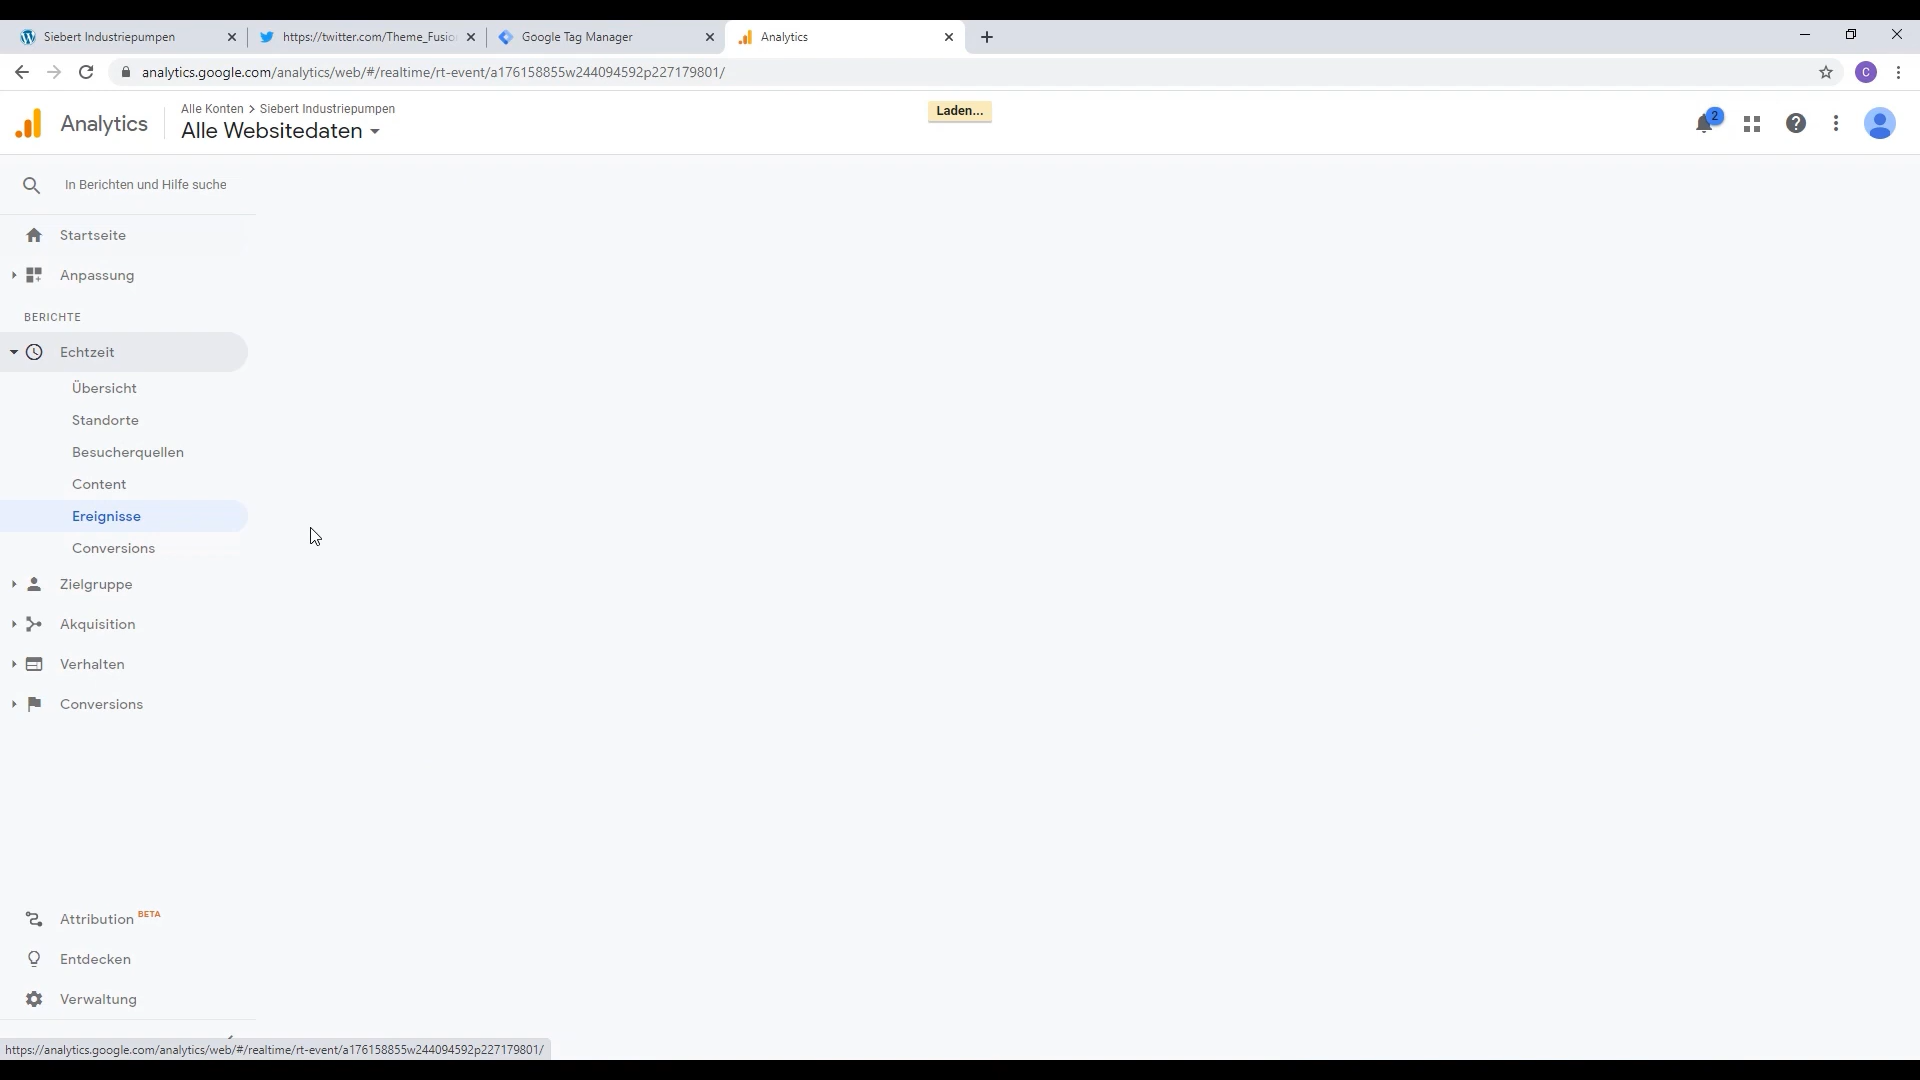 Siebert Industriepumpen
https://twitter.com/Theme_Fusio
Google Tag Manager
Analytics
analytics.google.com/analytics/web/#/realtime/rt-event/a176158855w244094592p227179801/
C
Analytics
Alle Konten > Siebert Industriepumpen
Alle Websitedaten
Laden...
2
In Berichten und Hilfe suche
Startseite
Anpassung
BERICHTE
Echtzeit
Übersicht
Standorte
Besucherquellen
Content
Ereignisse
Conversions
Zielgruppe
Akquisition
Verhalten
Conversions
Attribution BETA
Entdecken
Verwaltung
https://analytics.google.com/analytics/web/#/realtime/rt-event/a176158855w244094592p227179801/